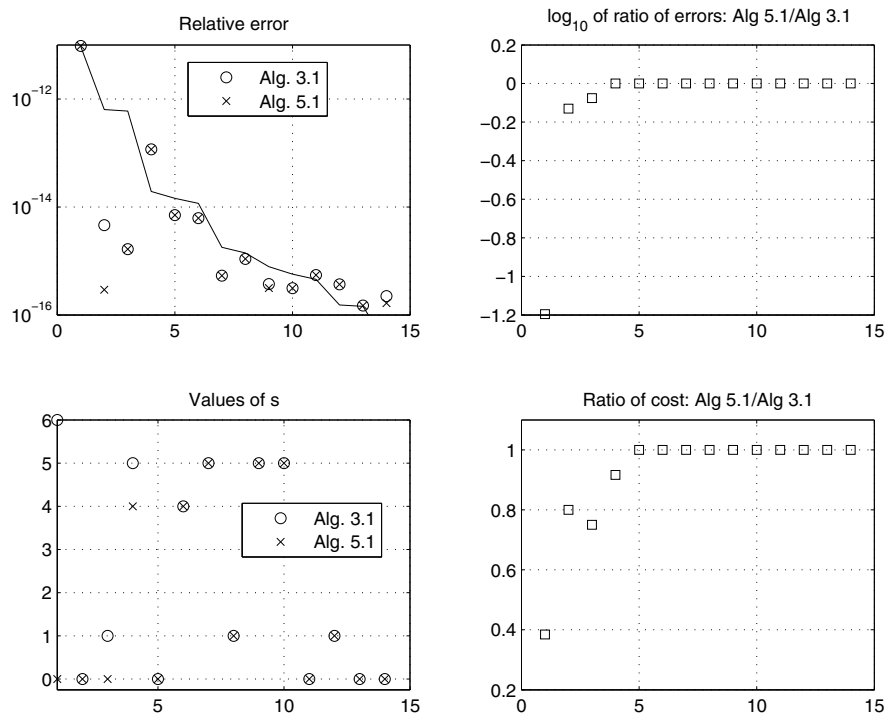 Relative error
10⁻¹²
10⁻¹⁴
10⁻¹⁶
0 5 10 15
Alg. 3.1
Alg. 5.1
log₁₀ of ratio of errors: Alg 5.1/Alg 3.1
0.2
0
−0.2
−0.4
−0.6
−0.8
−1
−1.2
0 5 10 15
Values of s
6
5
4
3
2
1
0
5 10 15
Alg. 3.1
Alg. 5.1
Ratio of cost: Alg 5.1/Alg 3.1
1
0.8
0.6
0.4
0.2
0 5 10 15